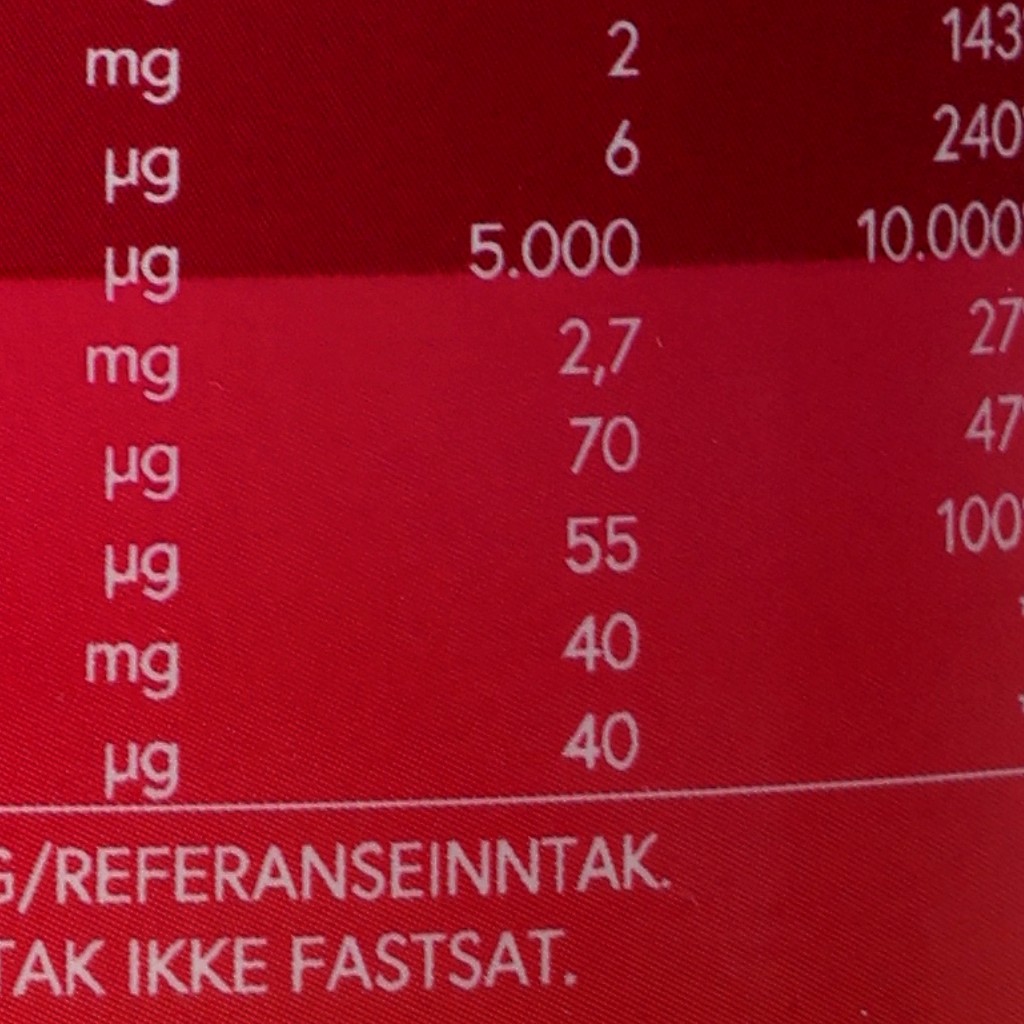 mg 2 143
µg 6 240
µg 5.000 10.000
mg 2,7 27
µg 70 47
µg 55 100
mg 40
µg 40
/REFERANSEINNTAK.
TAK IKKE FASTSAT.